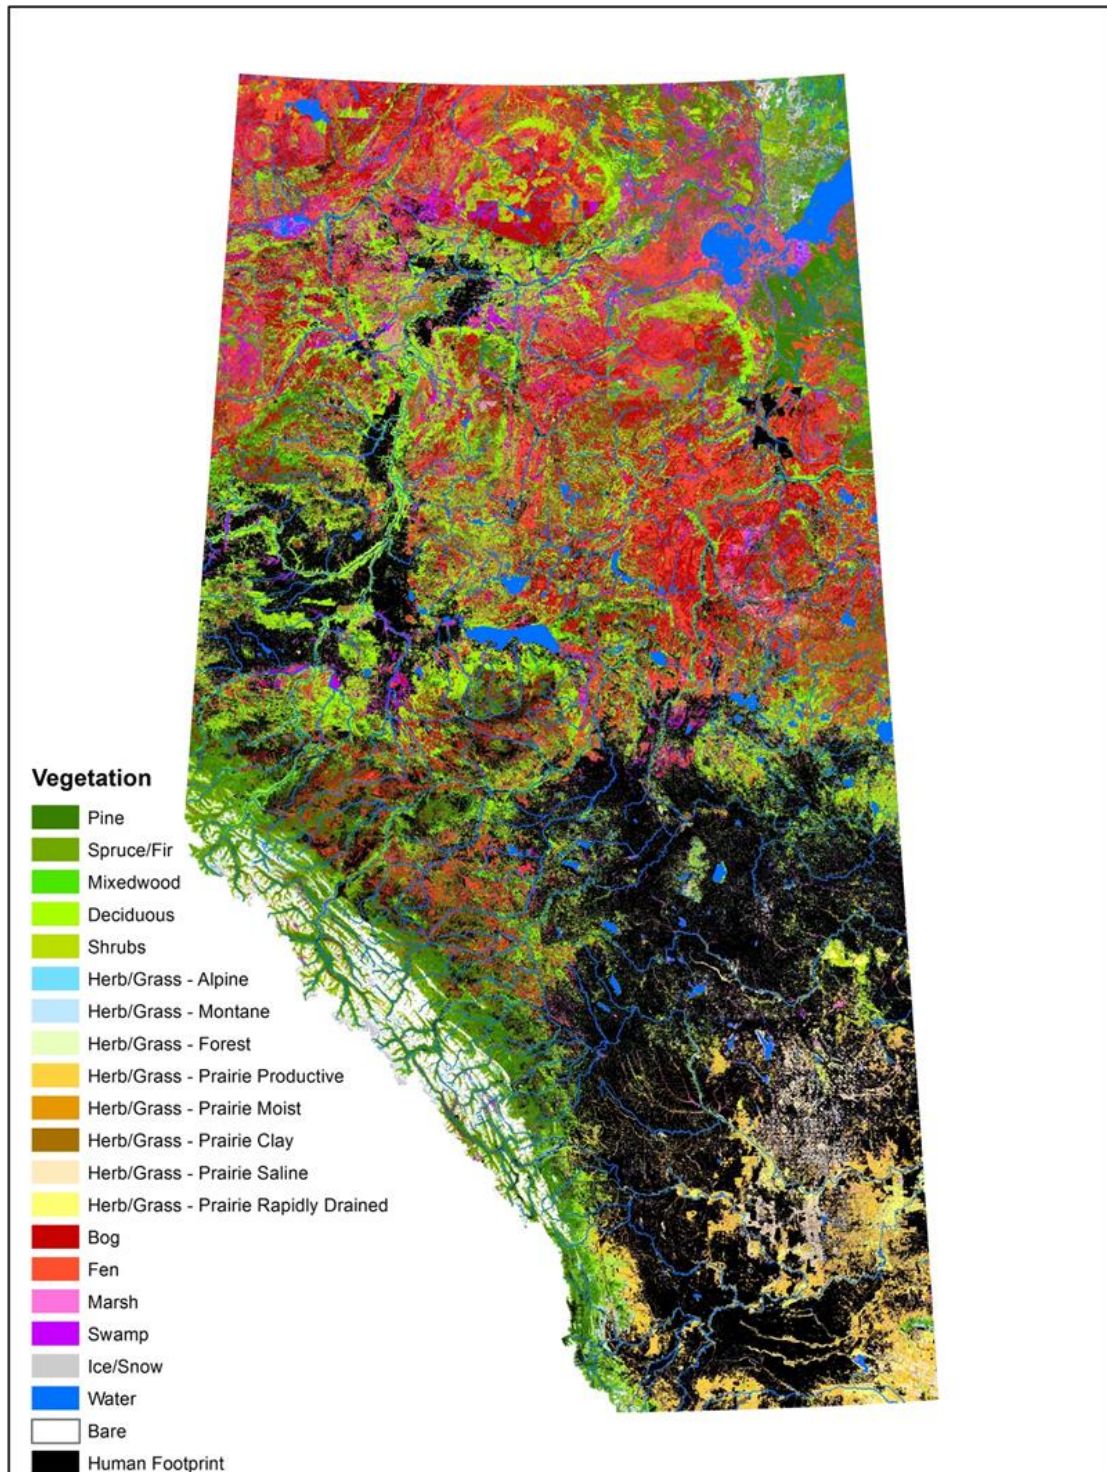 Vegetation
Pine
Spruce/Fir
Mixedwood
Deciduous
Shrubs
Herb/Grass - Alpine
Herb/Grass - Montane
Herb/Grass - Forest
Herb/Grass - Prairie Productive
Herb/Grass - Prairie Moist
Herb/Grass - Prairie Clay
Herb/Grass - Prairie Saline
Herb/Grass - Prairie Rapidly Drained
Bog
Fen
Marsh
Swamp
Ice/Snow
Water
Bare
Human Footprint